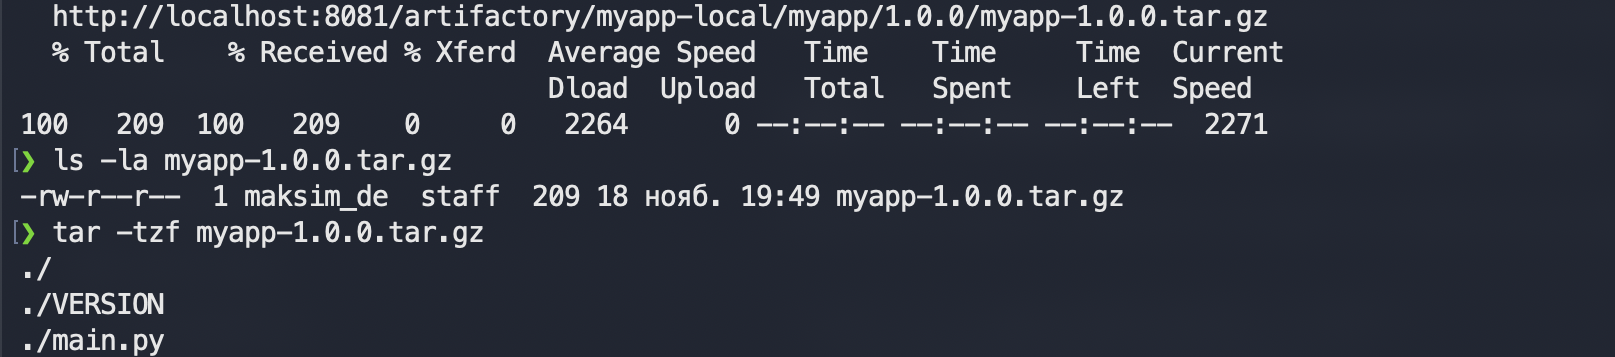 http://localhost:8081/artifactory/myapp-local/myapp/1.0.0/myapp-1.0.0.tar.gz
% Total    % Received % Xferd  Average Speed   Time    Time     Time  Current
Dload  Upload   Total   Spent    Left  Speed
100   209  100   209    0     0   2264      0 --:--:-- --:--:-- --:--:--  2271
[❯ ls -la myapp-1.0.0.tar.gz
-rw-r--r--  1 maksim_de  staff  209 18 нояб. 19:49 myapp-1.0.0.tar.gz
[❯ tar -tzf myapp-1.0.0.tar.gz
./
./VERSION
./main.py